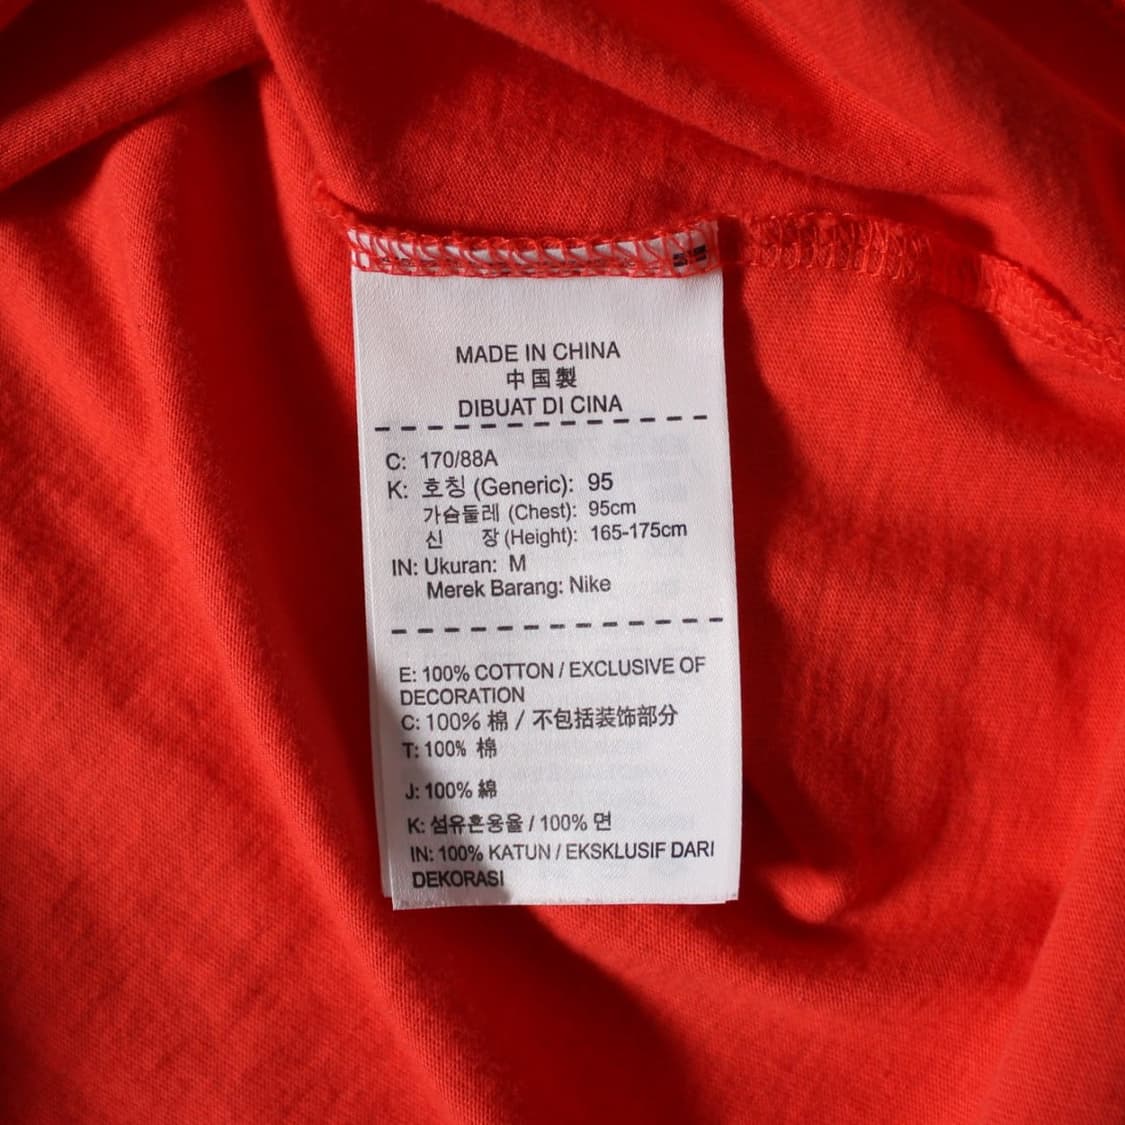 MADE IN CHINA
中国製
DIBUAT DI CINA
C: 170/88A
K: 호칭 (Generic): 95
가슴둘레 (Chest): 95cm
신 장 (Height): 165-175cm
IN: Ukuran: M
Merek Barang: Nike
E: 100% COTTON / EXCLUSIVE OF
DECORATION
C: 100% 棉 / 不包括装饰部分
T: 100% 棉
J: 100% 綿
K: 섬유혼용율 / 100% 면
IN: 100% KATUN / EKSKLUSIF DARI
DEKORASI